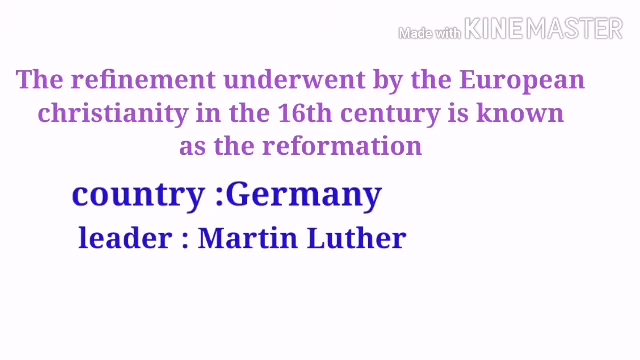 Made with KINEMASTER
The refinement underwent by the European
christianity in the 16th century is known
as the reformation
country :Germany
leader : Martin Luther